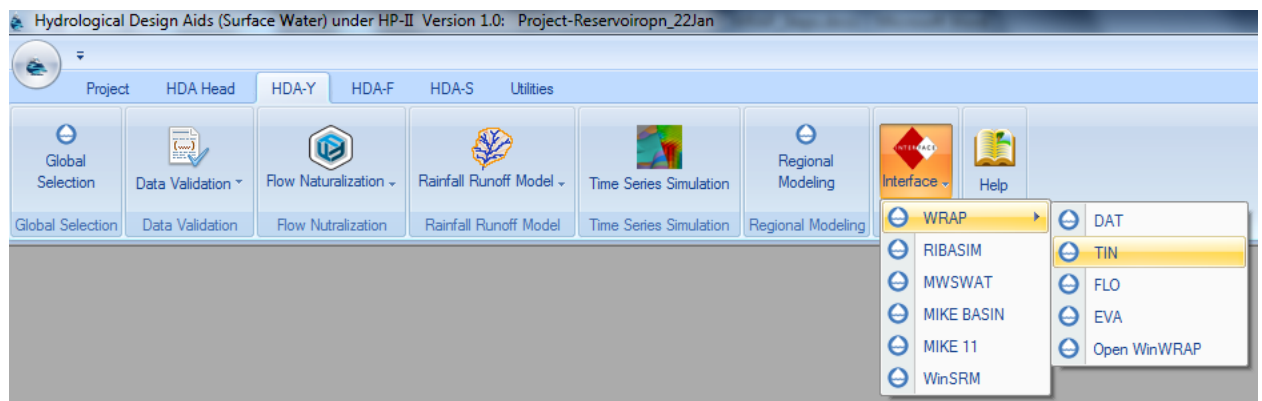 Hydrological Design Aids (Surface Water) under HP-II Version 1.0: Project-Reservoiropn_22Jan
Project HDA Head HDA-Y HDA-F HDA-S Utilities
Global
Selection
Data Validation
Flow Naturalization
Rainfall Runoff Model
Time Series Simulation
Regional
Modeling
INTERFACE
Interface
Help
Global Selection Data Validation Flow Nutralization Rainfall Runoff Model Time Series Simulation Regional Modeling
WRAP
RIBASIM
MWSWAT
MIKE BASIN
MIKE 11
WinSRM
DAT
TIN
FLO
EVA
Open WinWRAP